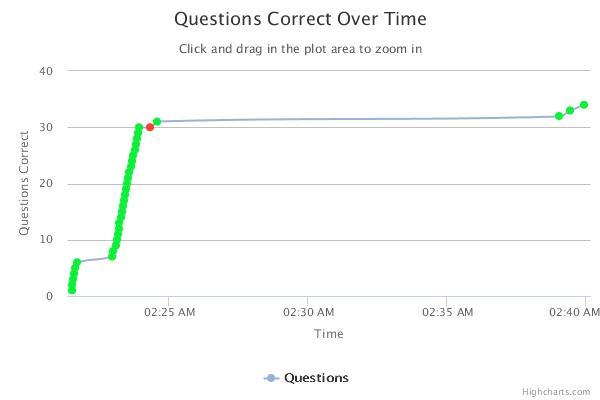 Questions Correct Over Time
Click and drag in the plot area to zoom in
Questions Correct
40
30
20
10
0
02:25 AM
02:30 AM
02:35 AM
02:40 AM
Time
Questions
Highcharts.com